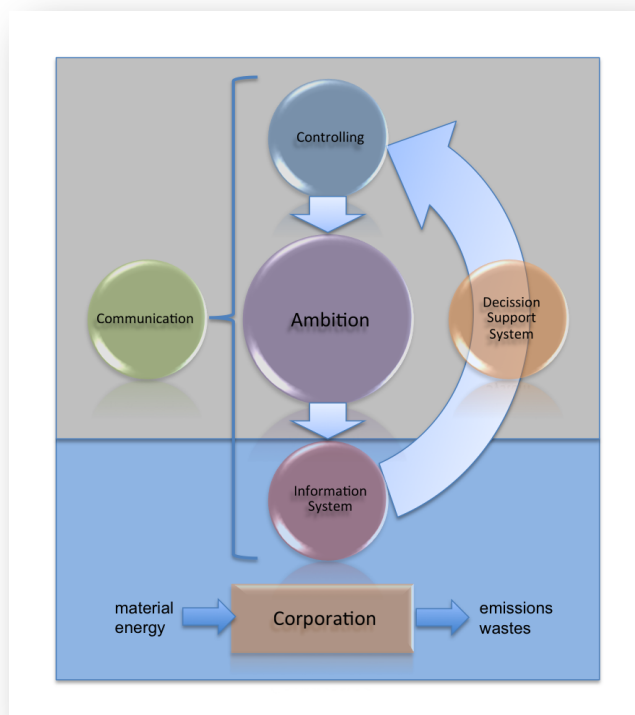 Controlling
Communication
Ambition
Decission
Support
System
Information
System
material
energy
Corporation
emissions
wastes